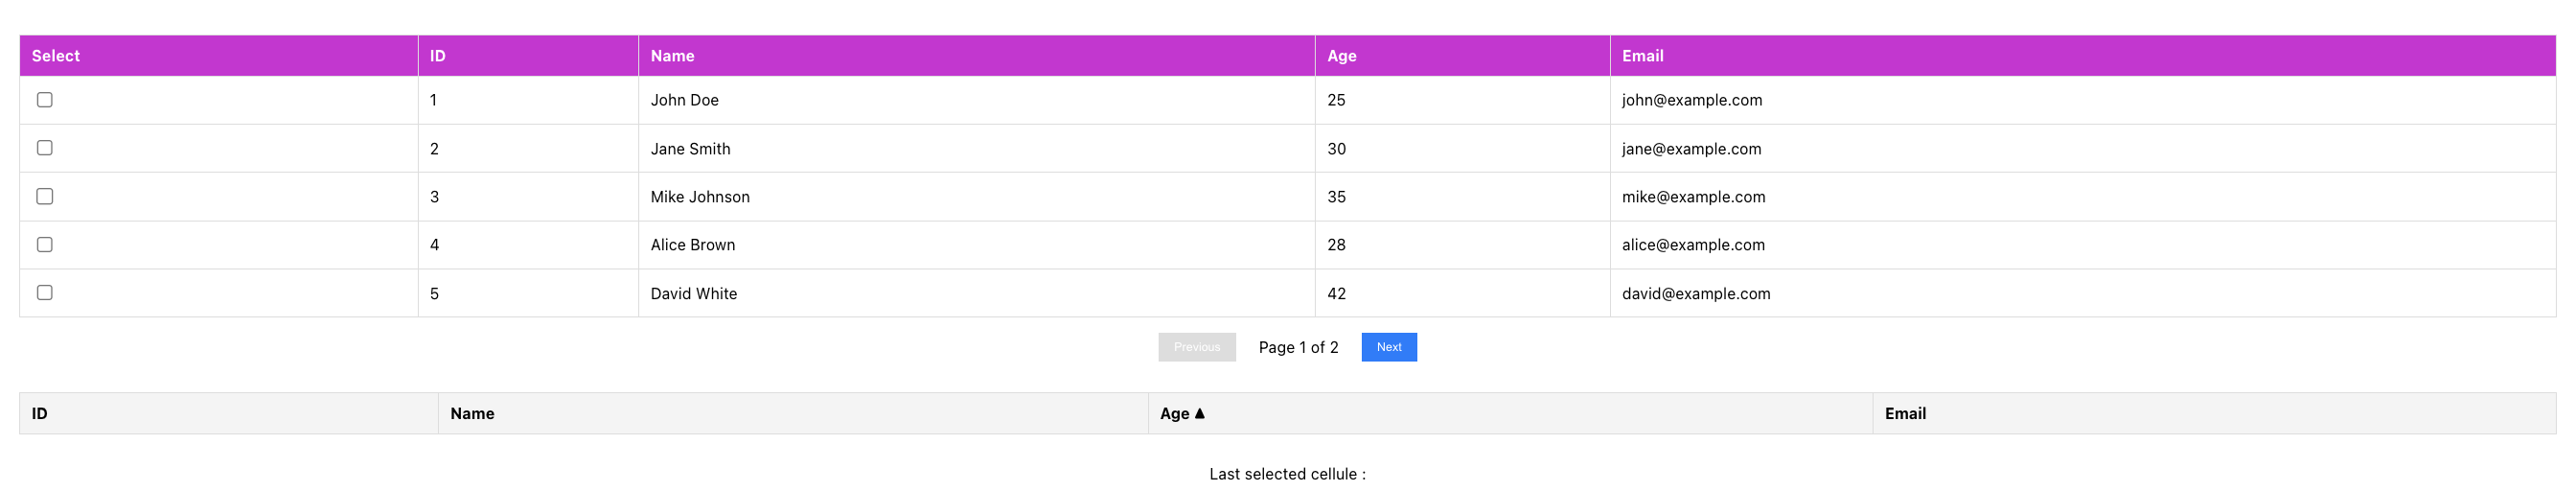 Select ID Name Age Email
1 John Doe 25 john@example.com
2 Jane Smith 30 jane@example.com
3 Mike Johnson 35 mike@example.com
4 Alice Brown 28 alice@example.com
5 David White 42 david@example.com
Previous Page 1 of 2 Next
ID Name Age ▲ Email
Last selected cellule :